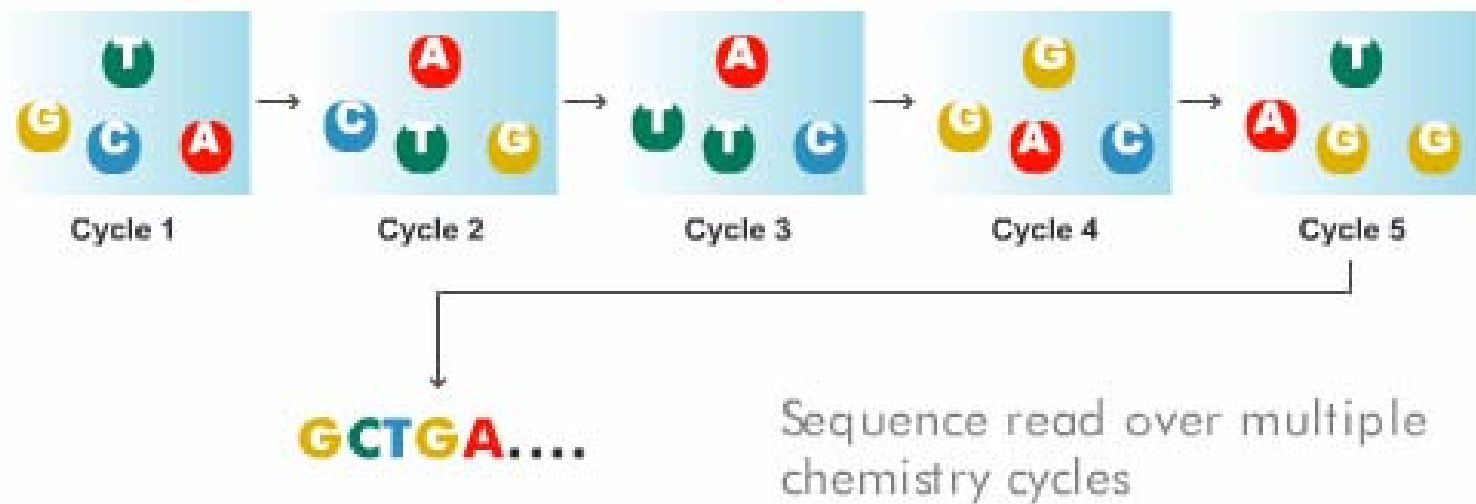 T
G C A
A
C T G
A
T T C
G
G A C
T
A G G
Cycle 1
Cycle 2
Cycle 3
Cycle 4
Cycle 5
GCTGA....
Sequence read over multiple
chemistry cycles